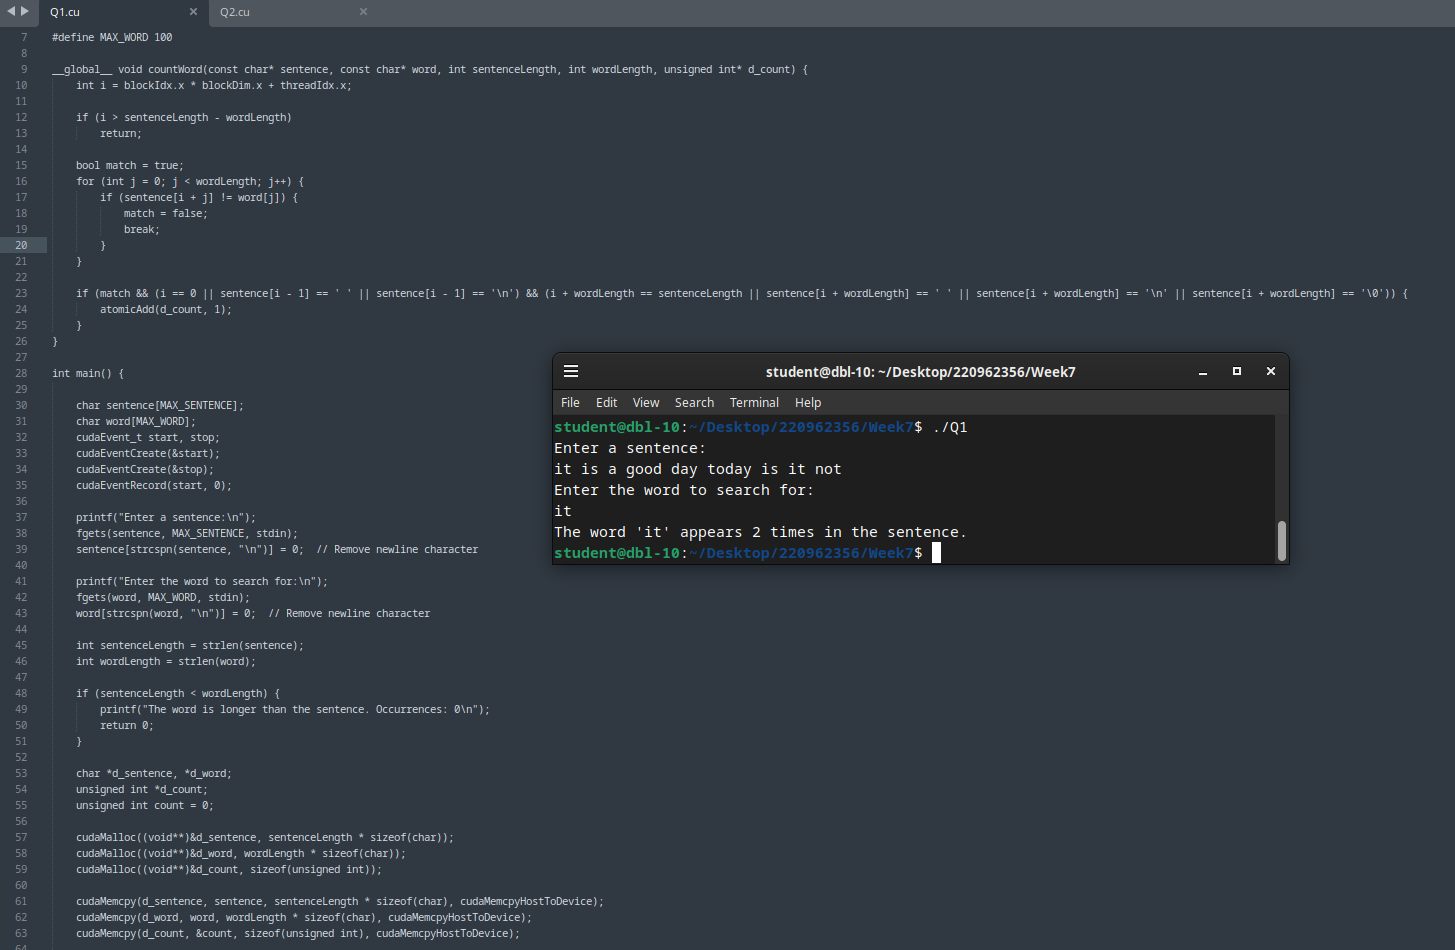 Q1.cu × Q2.cu ×
7 #define MAX_WORD 100
8
9 __global__ void countWord(const char* sentence, const char* word, int sentenceLength, int wordLength, unsigned int* d_count) {
10     int i = blockIdx.x * blockDim.x + threadIdx.x;
11
12     if (i > sentenceLength - wordLength)
13         return;
14
15     bool match = true;
16     for (int j = 0; j < wordLength; j++) {
17         if (sentence[i + j] != word[j]) {
18             match = false;
19             break;
20         }
21     }
22
23     if (match && (i == 0 || sentence[i - 1] == ' ' || sentence[i - 1] == '\n') && (i + wordLength == sentenceLength || sentence[i + wordLength] == ' ' || sentence[i + wordLength] == '\n' || sentence[i + wordLength] == '\0')) {
24         atomicAdd(d_count, 1);
25     }
26 }
27
28 int main() {
29
30     char sentence[MAX_SENTENCE];
31     char word[MAX_WORD];
32     cudaEvent_t start, stop;
33     cudaEventCreate(&start);
34     cudaEventCreate(&stop);
35     cudaEventRecord(start, 0);
36
37     printf("Enter a sentence:\n");
38     fgets(sentence, MAX_SENTENCE, stdin);
39     sentence[strcspn(sentence, "\n")] = 0;  // Remove newline character
40
41     printf("Enter the word to search for:\n");
42     fgets(word, MAX_WORD, stdin);
43     word[strcspn(word, "\n")] = 0;  // Remove newline character
44
45     int sentenceLength = strlen(sentence);
46     int wordLength = strlen(word);
47
48     if (sentenceLength < wordLength) {
49         printf("The word is longer than the sentence. Occurrences: 0\n");
50         return 0;
51     }
52
53     char *d_sentence, *d_word;
54     unsigned int *d_count;
55     unsigned int count = 0;
56
57     cudaMalloc((void**)&d_sentence, sentenceLength * sizeof(char));
58     cudaMalloc((void**)&d_word, wordLength * sizeof(char));
59     cudaMalloc((void**)&d_count, sizeof(unsigned int));
60
61     cudaMemcpy(d_sentence, sentence, sentenceLength * sizeof(char), cudaMemcpyHostToDevice);
62     cudaMemcpy(d_word, word, wordLength * sizeof(char), cudaMemcpyHostToDevice);
63     cudaMemcpy(d_count, &count, sizeof(unsigned int), cudaMemcpyHostToDevice);
64
student@dbl-10: ~/Desktop/220962356/Week7
File Edit View Search Terminal Help
student@dbl-10:~/Desktop/220962356/Week7$ ./Q1
Enter a sentence:
it is a good day today is it not
Enter the word to search for:
it
The word 'it' appears 2 times in the sentence.
student@dbl-10:~/Desktop/220962356/Week7$